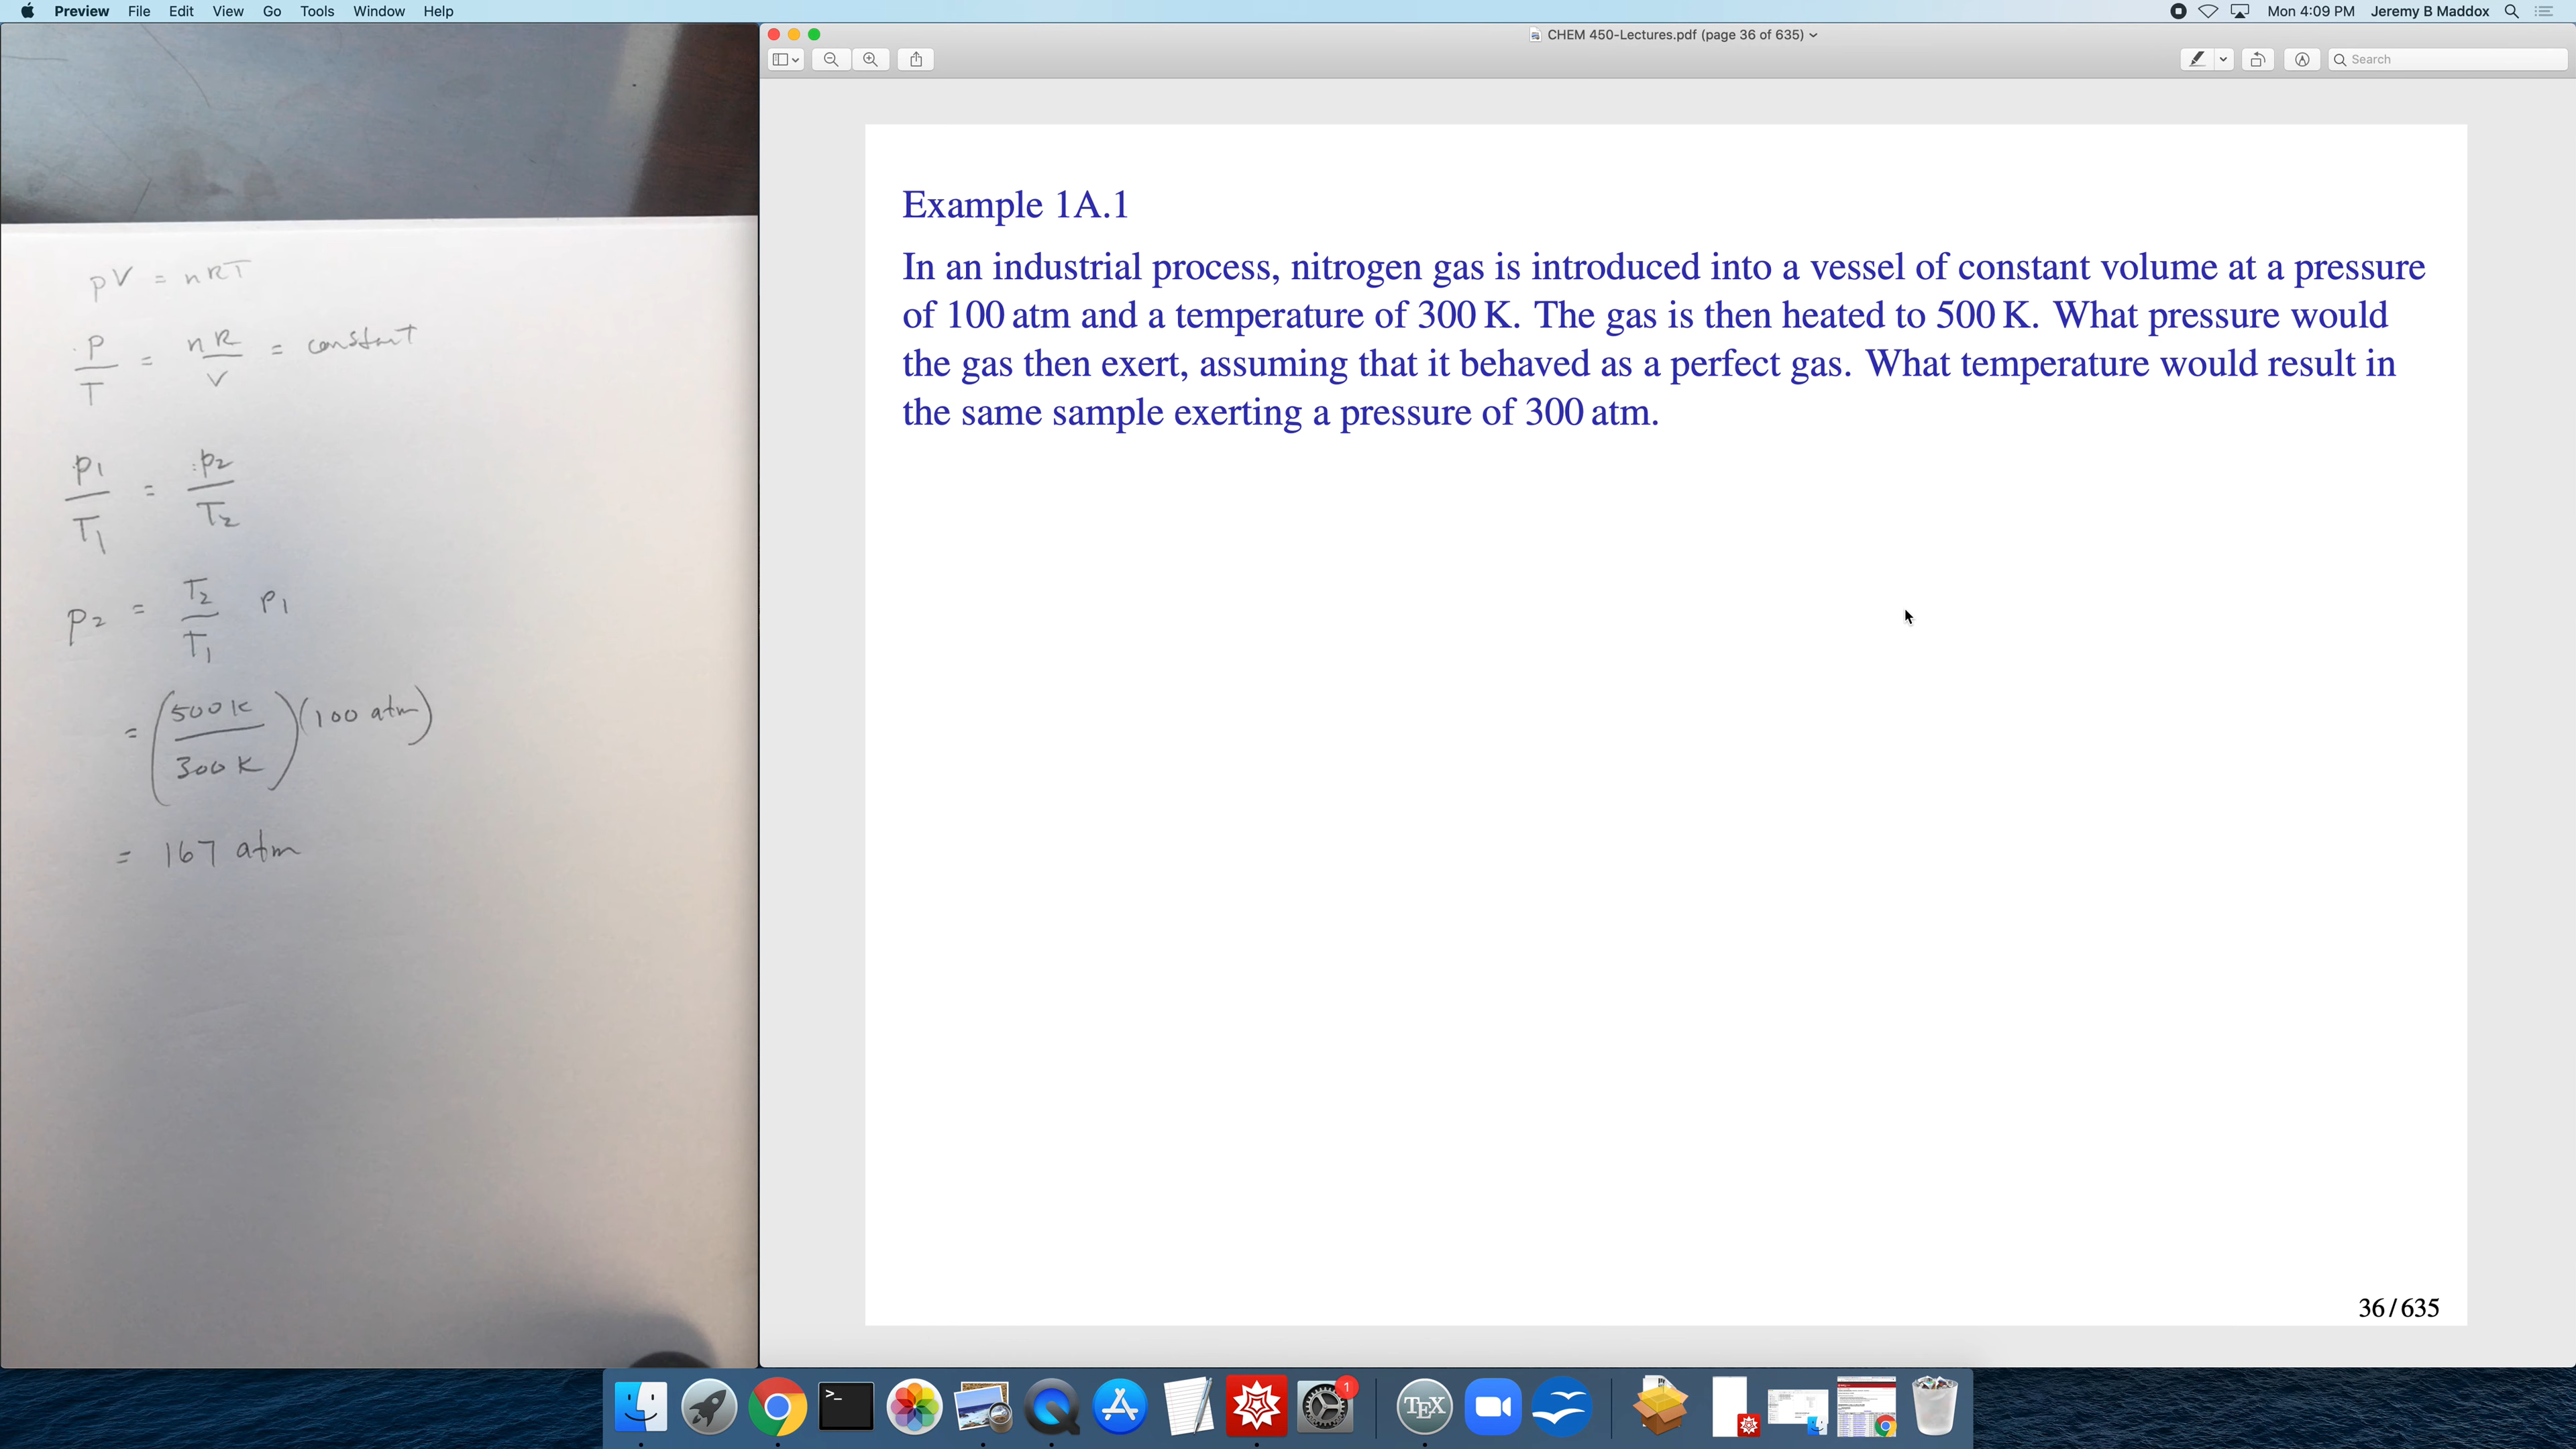 Preview File Edit View Go Tools Window Help
Mon 4:09 PM Jeremy B Maddox
CHEM 450-Lectures.pdf (page 36 of 635)
Search
pV = nRT
p/T = nR/V = constant
p1/T1 = p2/T2
p2 = T2/T1 p1
= (500 K/300 K)(100 atm)
= 167 atm
Example 1A.1
In an industrial process, nitrogen gas is introduced into a vessel of constant volume at a pressure
of 100 atm and a temperature of 300 K. The gas is then heated to 500 K. What pressure would
the gas then exert, assuming that it behaved as a perfect gas. What temperature would result in
the same sample exerting a pressure of 300 atm.
36/635
>_
1
TEX